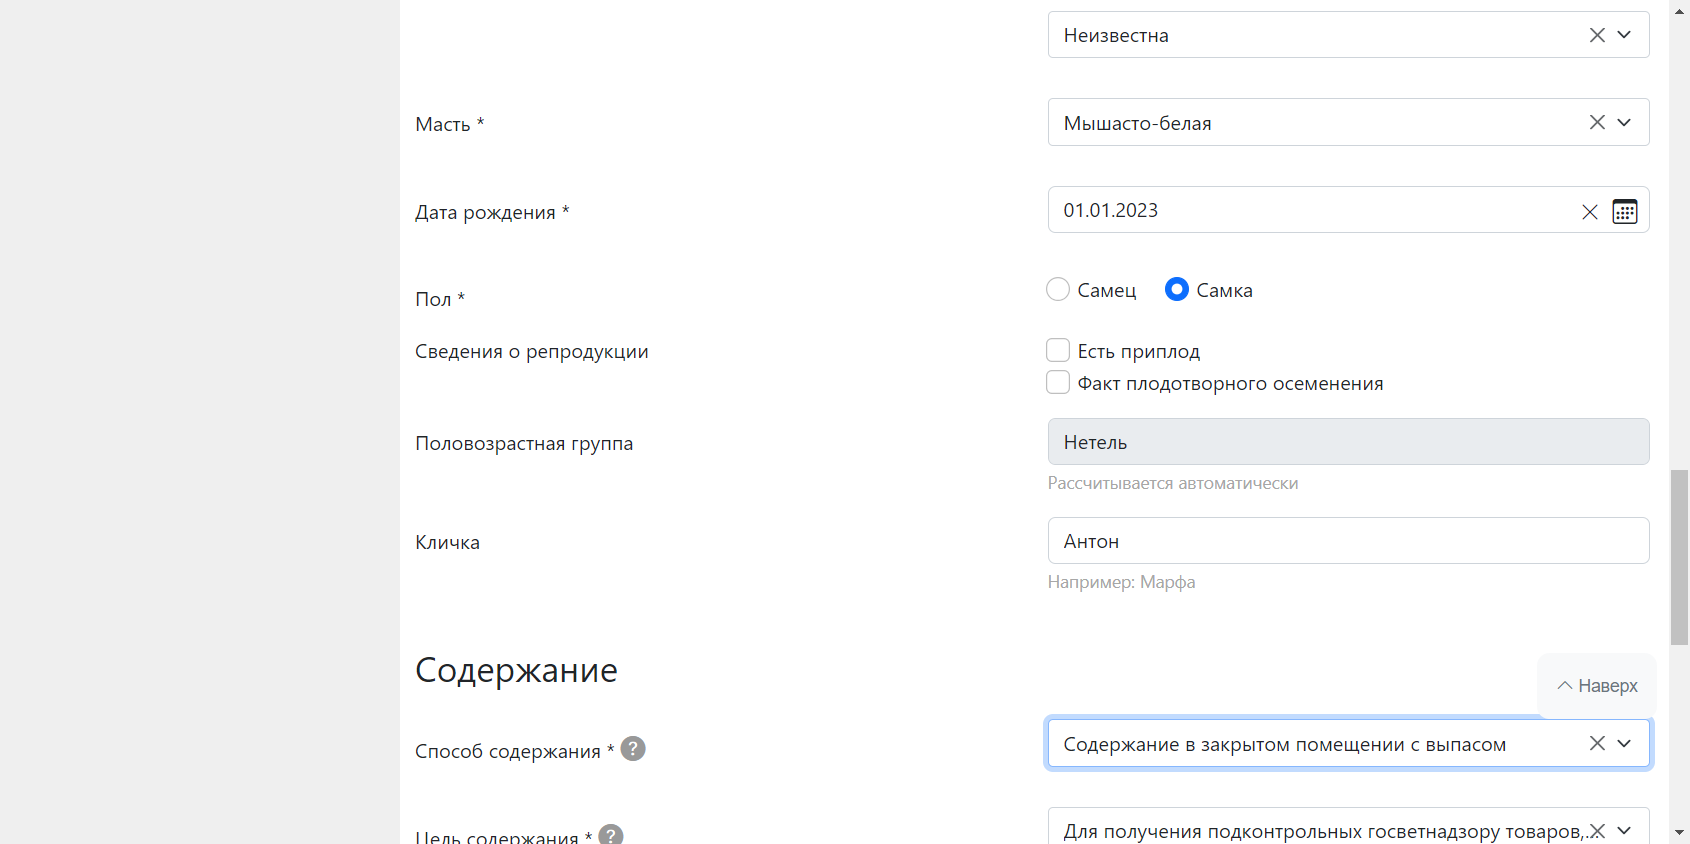 Неизвестна
Масть *
Мышасто-белая
Дата рождения *
01.01.2023
Пол *
Самец
Самка
Сведения о репродукции
Есть приплод
Факт плодотворного осеменения
Половозрастная группа
Нетель
Рассчитывается автоматически
Кличка
Антон
Например: Марфа
Содержание
Наверх
Способ содержания * ?
Содержание в закрытом помещении с выпасом
Цель содержания * ?
Для получения подконтрольных госветнадзору товаров,...